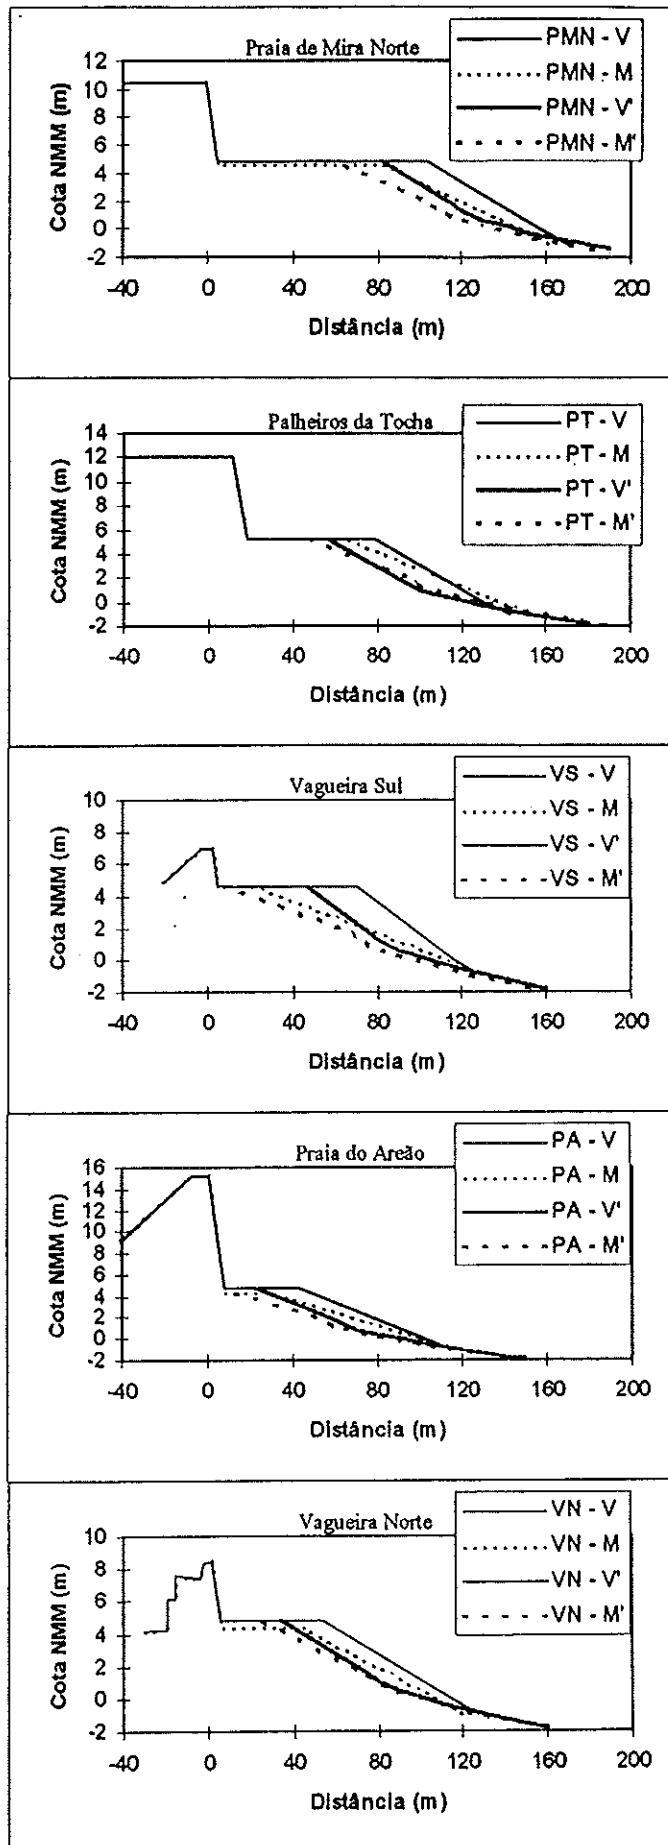 Praia de Mira Norte
PMN - V
PMN - M
PMN - V'
PMN - M'
Cota NMM (m)
12
10
8
6
4
2
0
-2
-40 0 40 80 120 160 200
Distância (m)
Palheiros da Tocha
PT - V
PT - M
PT - V'
PT - M'
Cota NMM (m)
14
12
10
8
6
4
2
0
-2
-40 0 40 80 120 160 200
Distância (m)
Vagueira Sul
VS - V
VS - M
VS - V'
VS - M'
Cota NMM (m)
10
8
6
4
2
0
-2
-40 0 40 80 120 160 200
Distância (m)
Praia do Areão
PA - V
PA - M
PA - V'
PA - M'
Cota NMM (m)
16
14
12
10
8
6
4
2
0
-2
-40 0 40 80 120 160 200
Distância (m)
Vagueira Norte
VN - V
VN - M
VN - V'
VN - M'
Cota NMM (m)
10
8
6
4
2
0
-2
-40 0 40 80 120 160 200
Distância (m)